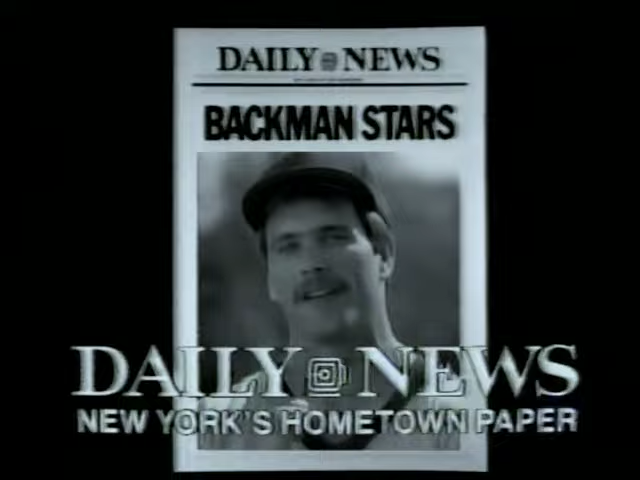 DAILY NEWS
BACKMAN STARS
DAILY NEWS
NEW YORK'S HOMETOWN PAPER